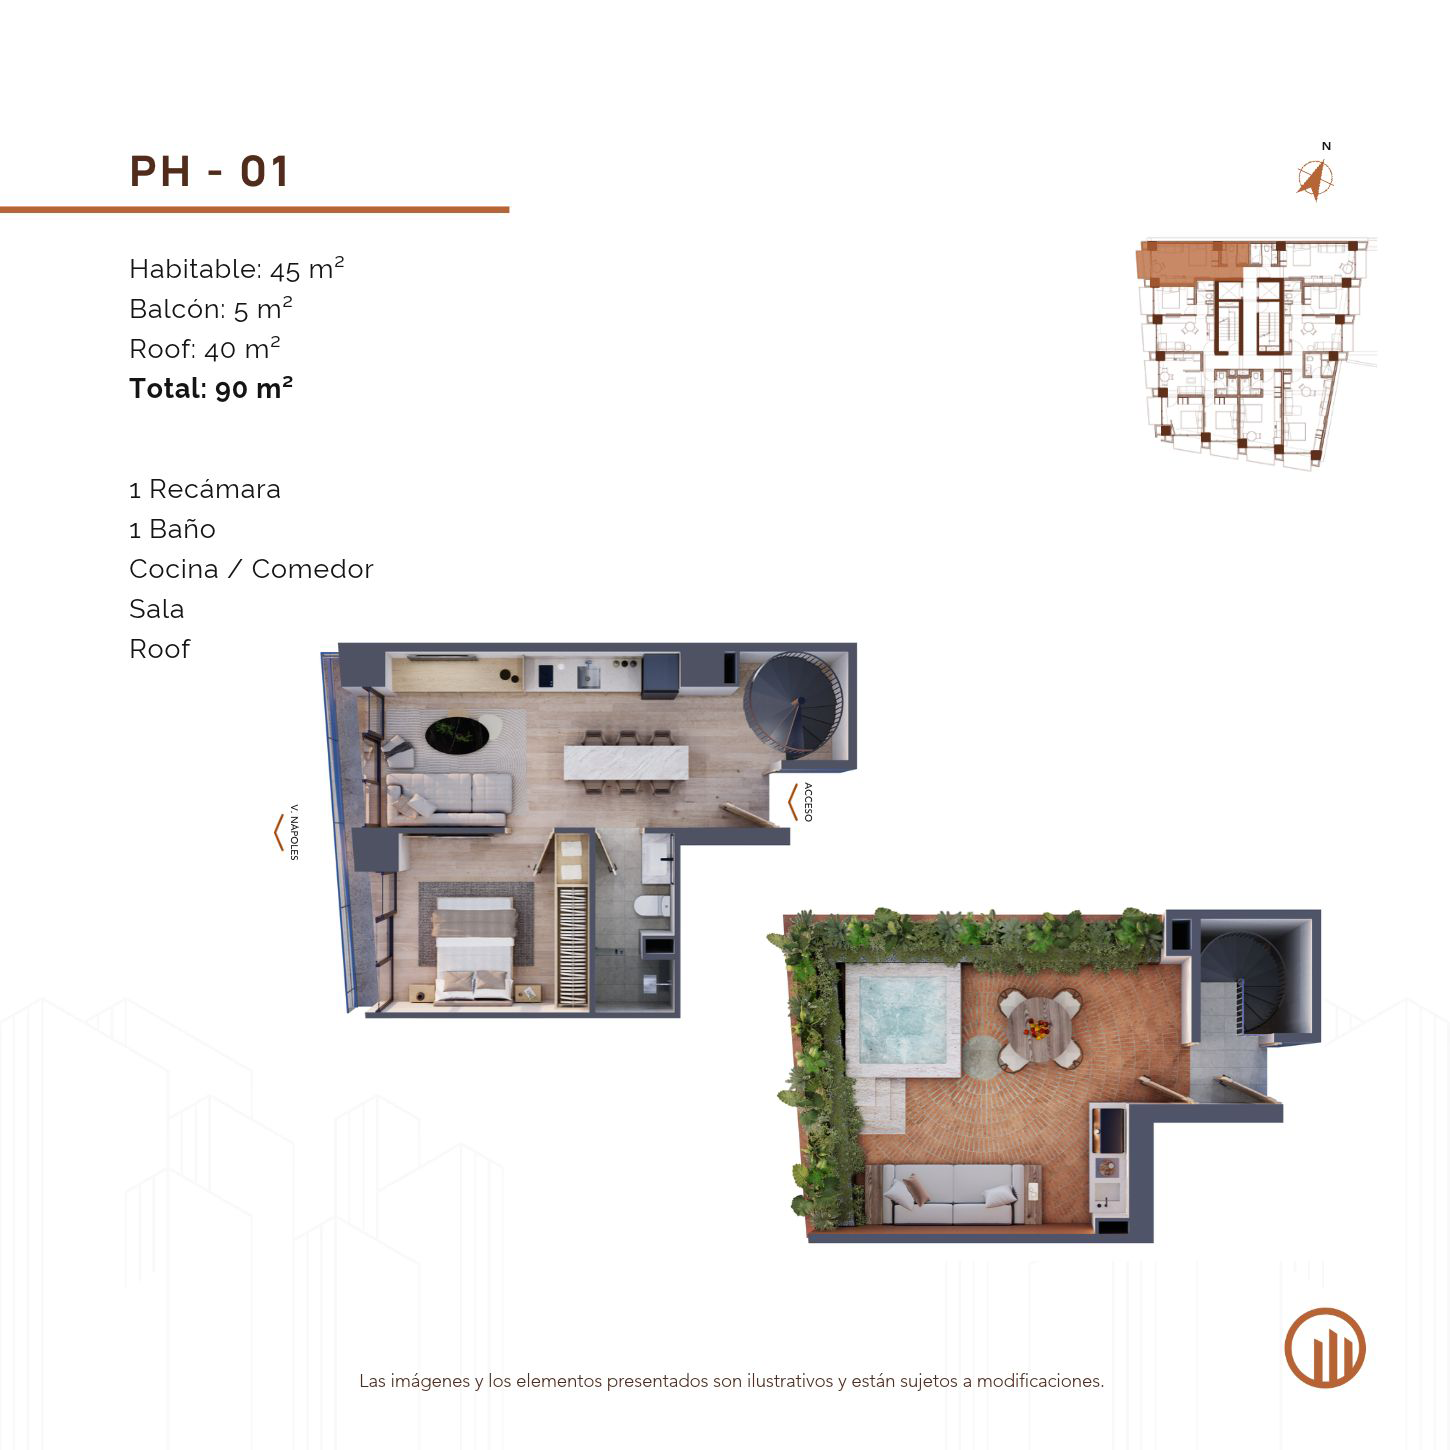 PH - 01
N
Habitable: 45 m²
Balcón: 5 m²
Roof: 40 m²
Total: 90 m²
1 Recámara
1 Baño
Cocina / Comedor
Sala
Roof
ACCESO
V. NÁPOLES
Las imágenes y los elementos presentados son ilustrativos y están sujetos a modificaciones.